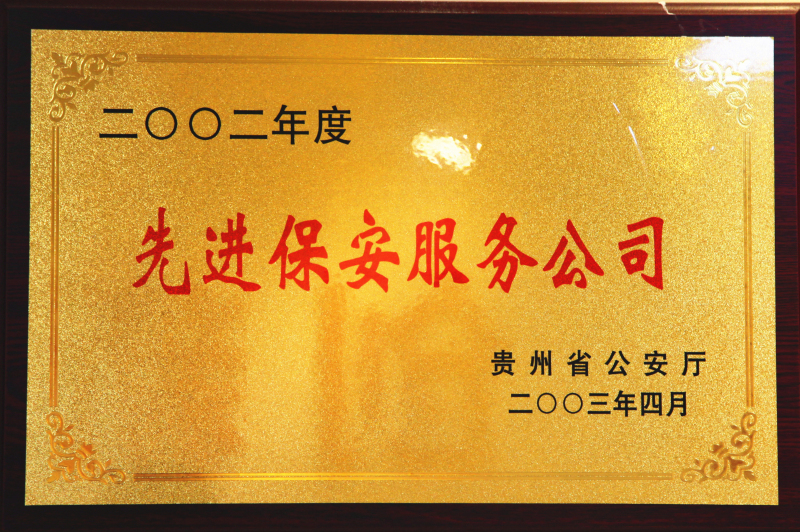 二〇〇二年度
先进保安服务公司
贵州省公安厅
二〇〇三年四月